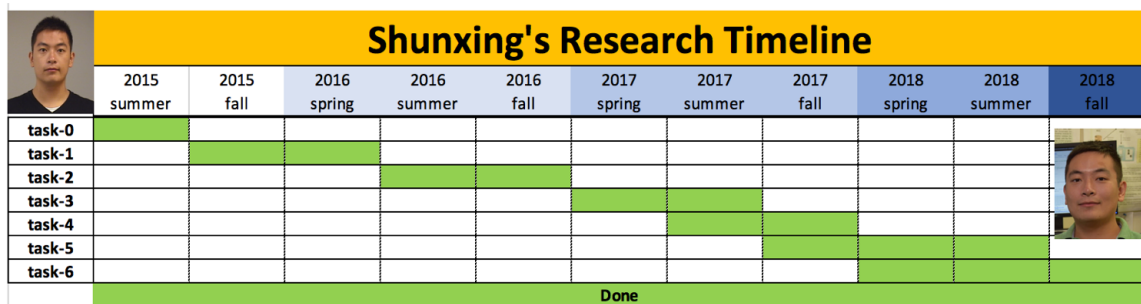 Shunxing's Research Timeline
2015 2015 2016 2016 2016 2017 2017 2017 2018 2018 2018
summer fall spring summer fall spring summer fall spring summer fall
task-0
task-1
task-2
task-3
task-4
task-5
task-6
Done